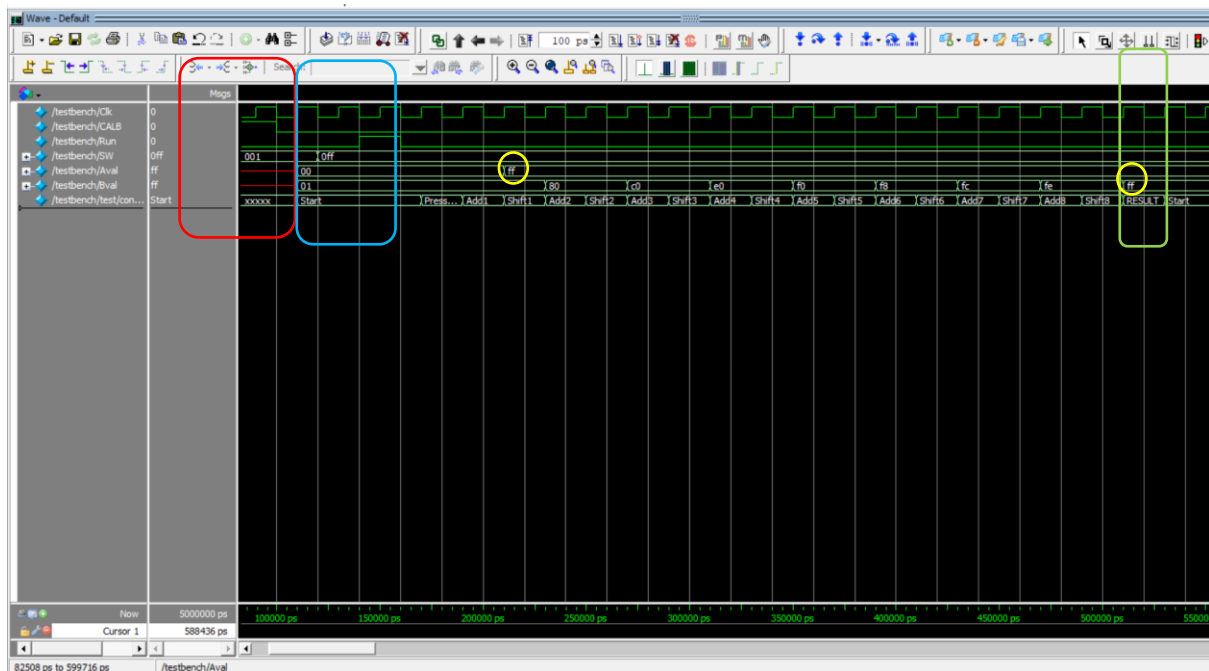 Wave - Default
100 ps
Search:
Msgs
/testbench/Clk 0
/testbench/CALB 0
/testbench/Run 0
/testbench/SW 0ff 001 0ff
/testbench/Aval ff 00 ff
/testbench/Bval ff 01 80 c0 e0 f0 f8 fc fe ff
/testbench/test/con... Start xxxxx Start Press... Add1 Shift1 Add2 Shift2 Add3 Shift3 Add4 Shift4 Add5 Shift5 Add6 Shift6 Add7 Shift7 Add8 Shift8 RESULT Start
Now 5000000 ps 100000 ps 150000 ps 200000 ps 250000 ps 300000 ps 350000 ps 400000 ps 450000 ps 500000 ps 55000
Cursor 1 588436 ps
82508 ps to 599716 ps /testbench/Aval